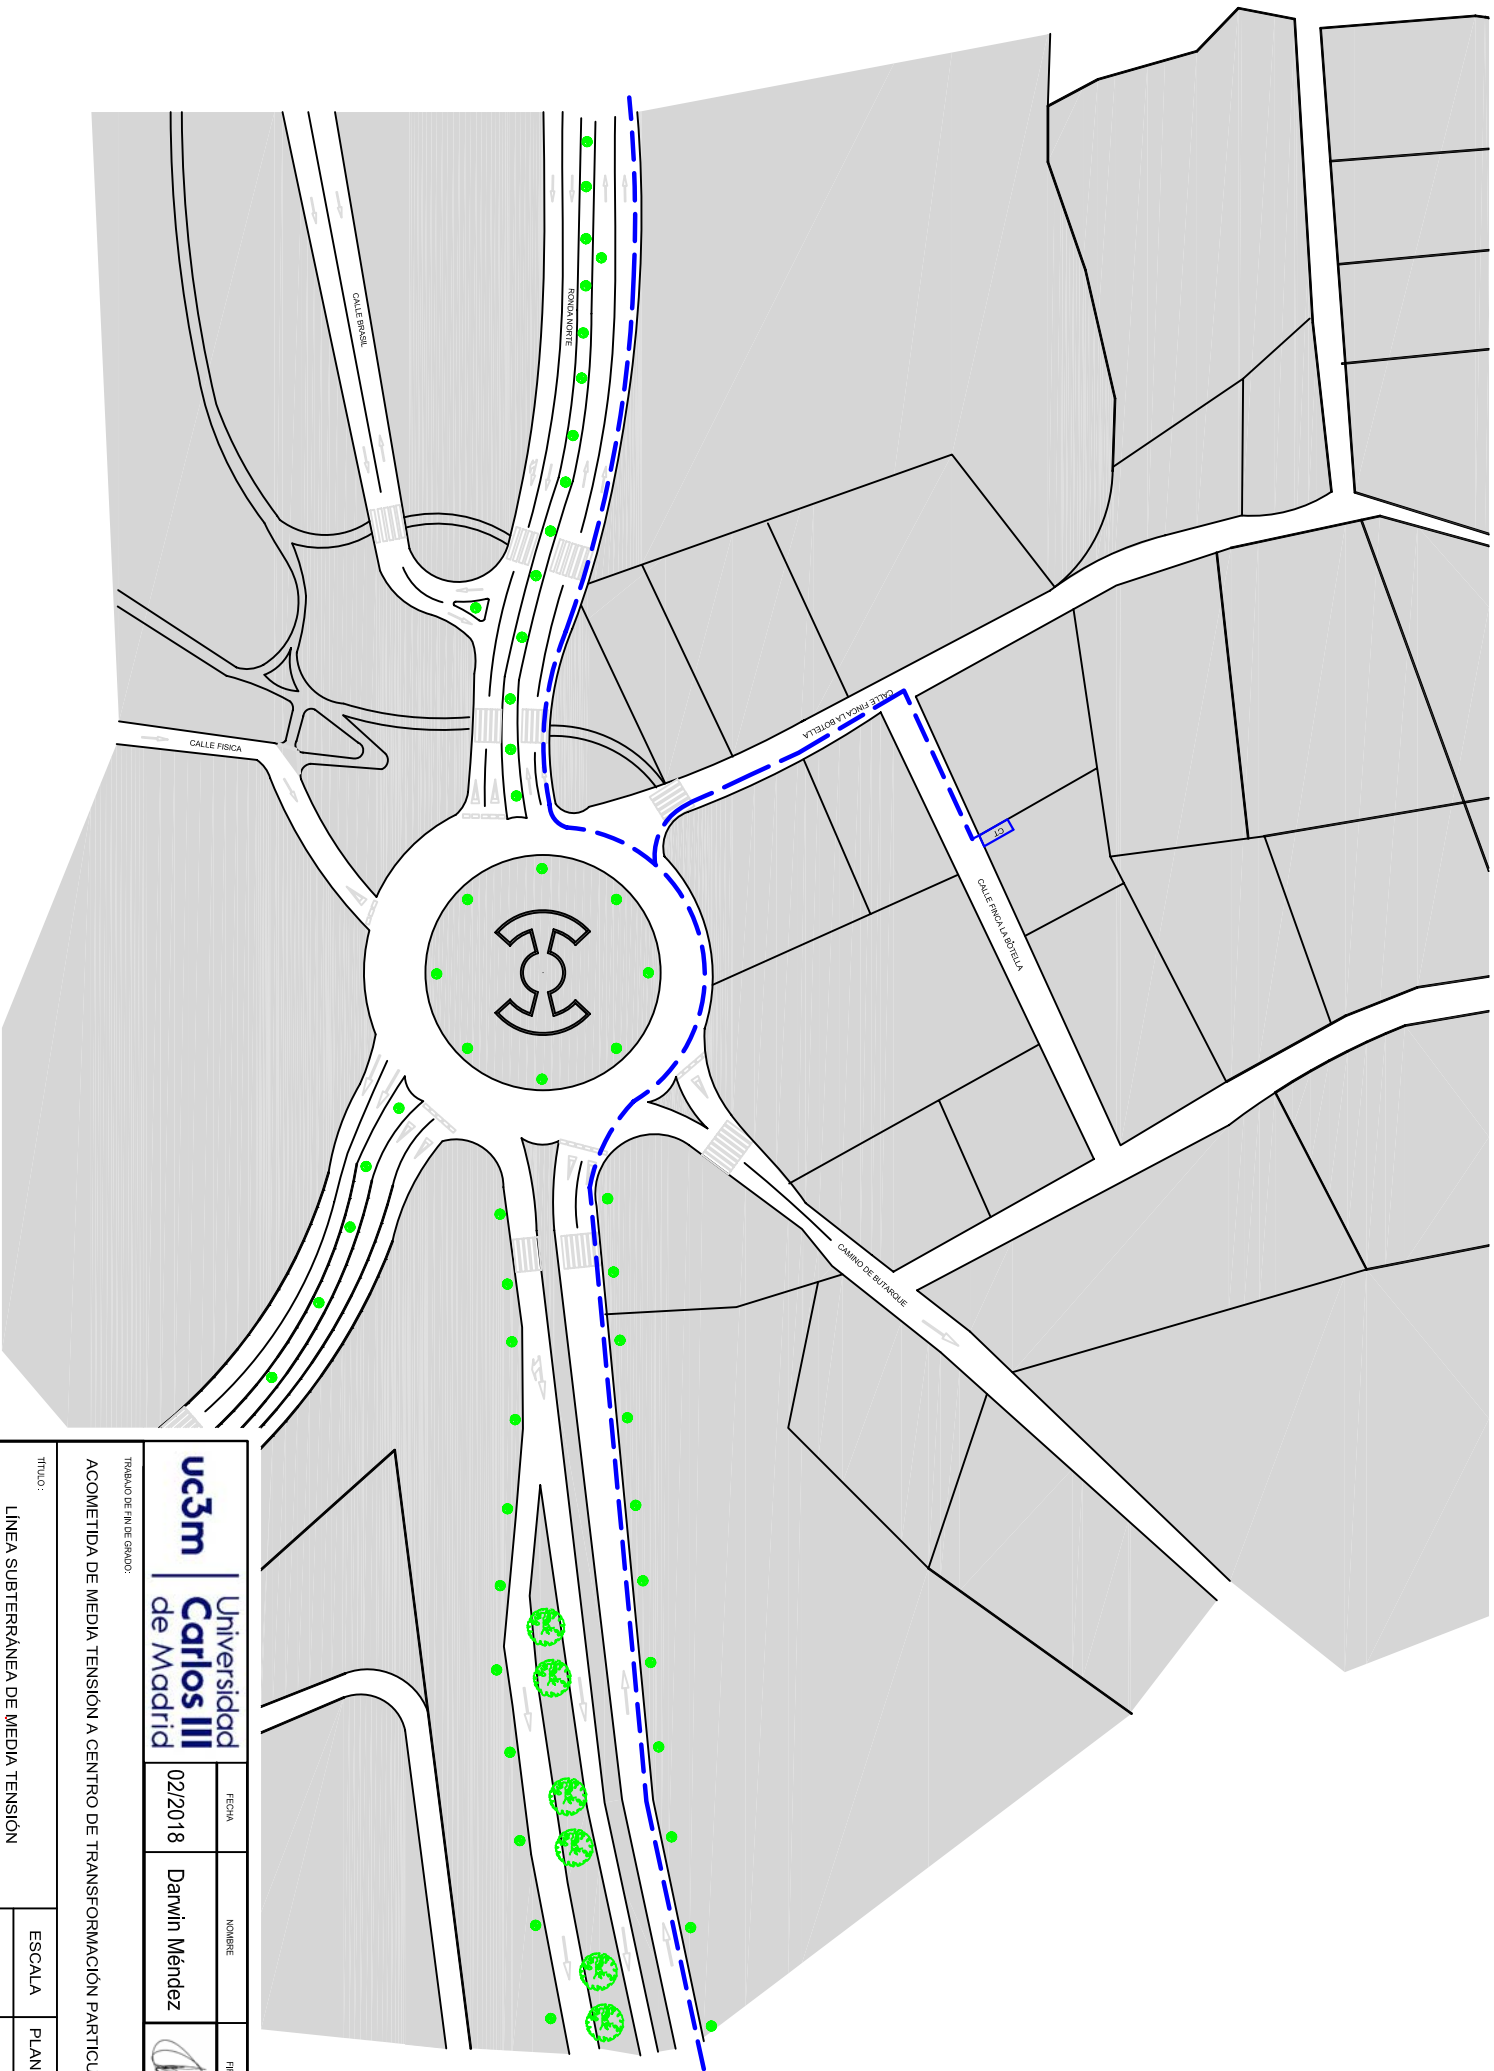 CALLE BRASIL
RONDA NORTE
CALLE FISICA
CALLE FINCA LA BOTELLA
CT
CALLE FINCA LA BOTELLA
CAMINO DE BUTARQUE
uc3m
Universidad
Carlos III
de Madrid
FECHA
NOMBRE
02/2018
Darwin Méndez
TRABAJO DE FIN DE GRADO:
ACOMETIDA DE MEDIA TENSIÓN A CENTRO DE TRANSFORMACIÓN PARTICU
TÍTULO :
LÍNEA SUBTERRÁNEA DE MEDIA TENSIÓN
ESCALA
PLAN